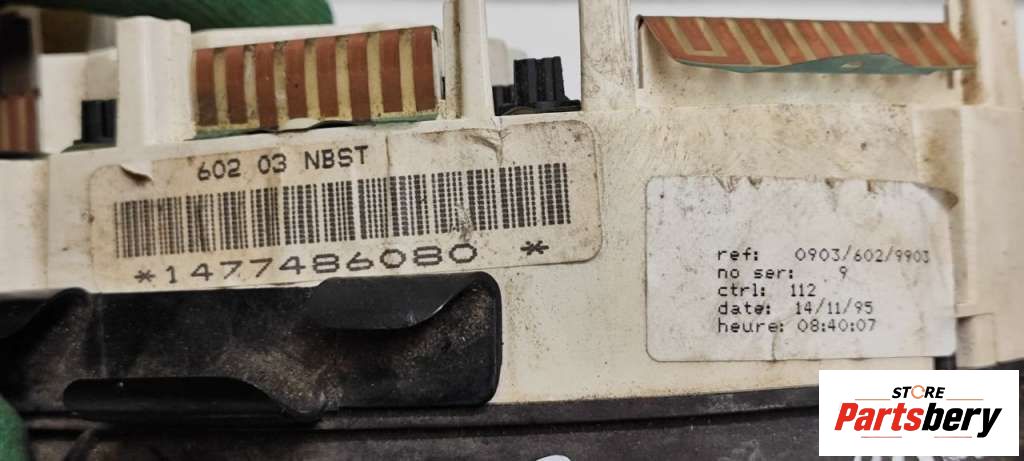 602 03 NBST
*1477486080 *
ref: 0903/602/9903
no ser: 9
ctrl: 112
date: 14/11/95
heure: 08:40:07
STORE
Partsbery